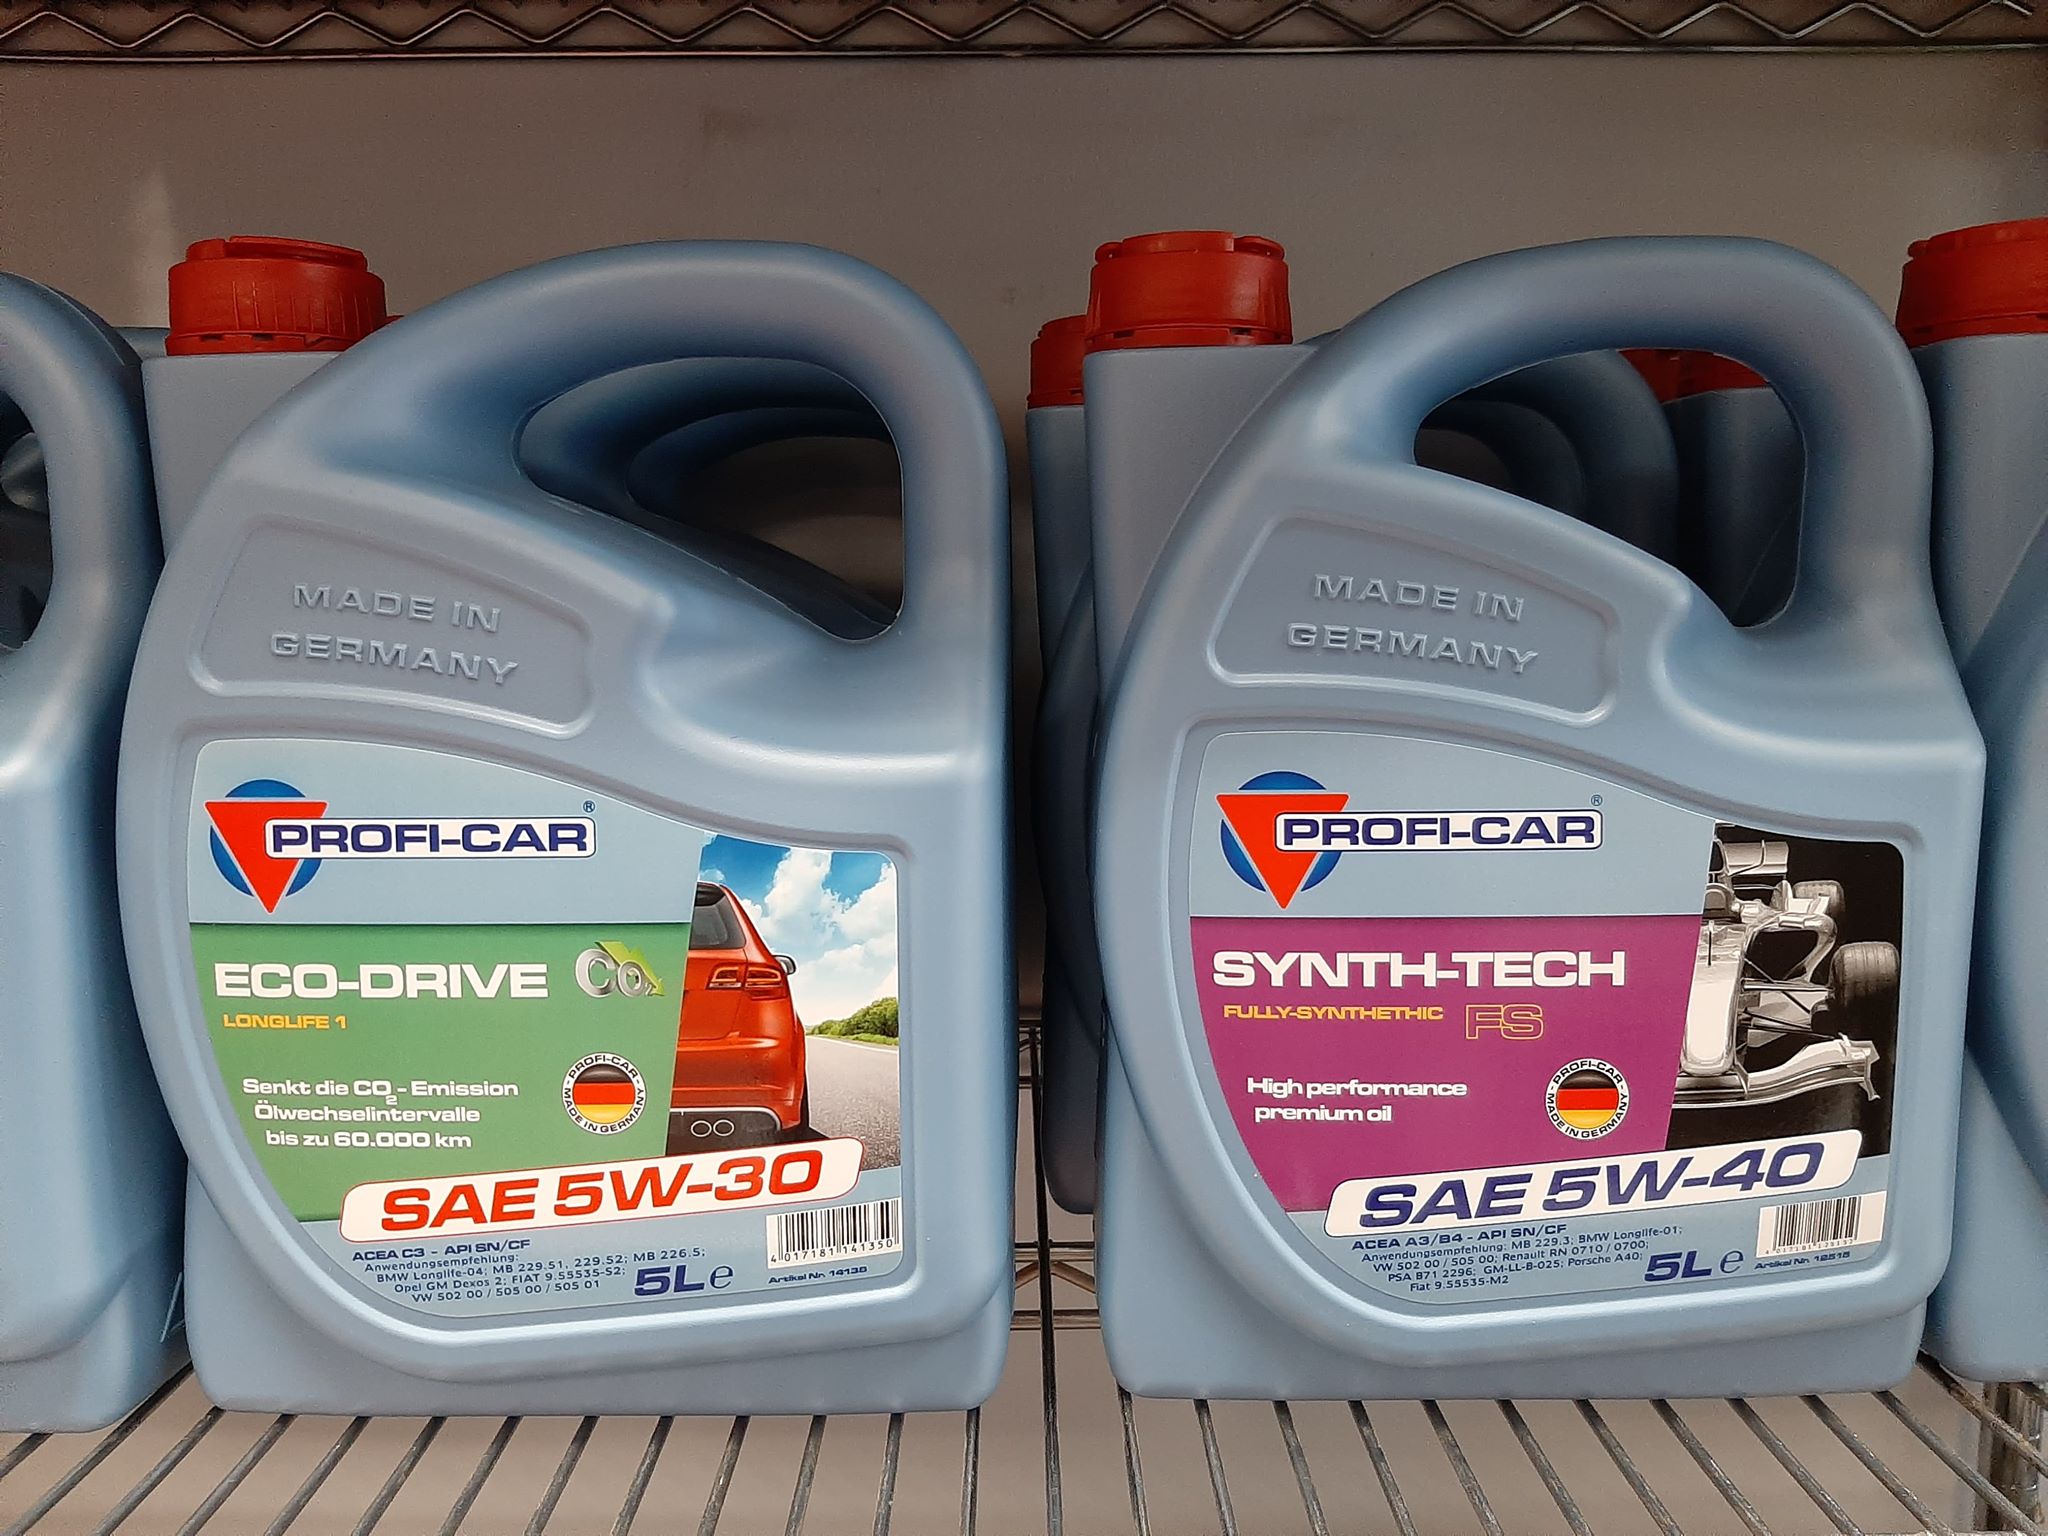 MADE IN
GERMANY
PROFI-CAR®
ECO-DRIVE CO₂
LONGLIFE 1
Senkt die CO₂-Emission
Ölwechselintervalle
bis zu 60.000 km
PROFI-CAR
MADE IN GERMANY
SAE 5W-30
ACEA C3 - API SN/CF
Anwendungsempfehlung:
BMW Longlife-04; MB 229.51, 229.52; MB 226.5;
Opel GM Dexos 2; FIAT 9.55535-S2;
VW 502 00 / 505 00 / 505 01
5L e
4 017181 141350
Artikel Nr. 14135
MADE IN
GERMANY
PROFI-CAR®
SYNTH-TECH
FULLY-SYNTHETHIC FS
High performance
premium oil
PROFI-CAR
MADE IN GERMANY
SAE 5W-40
ACEA A3/B4 - API SN/CF
Anwendungsempfehlung: MB 229.3; BMW Longlife-01;
VW 502 00 / 505 00; Renault RN 0710 / 0700;
PSA B71 2296; GM-LL-B-025; Porsche A40;
Fiat 9.55535-M2
5L e
Artikel Nr. 12515